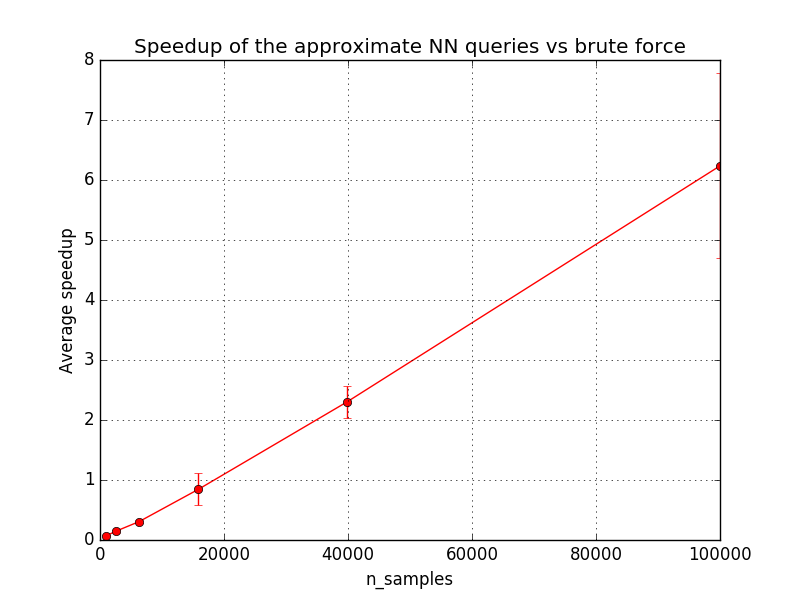 Speedup of the approximate NN queries vs brute force
8
7
6
5
4
3
2
1
0
Average speedup
0 20000 40000 60000 80000 100000
n_samples